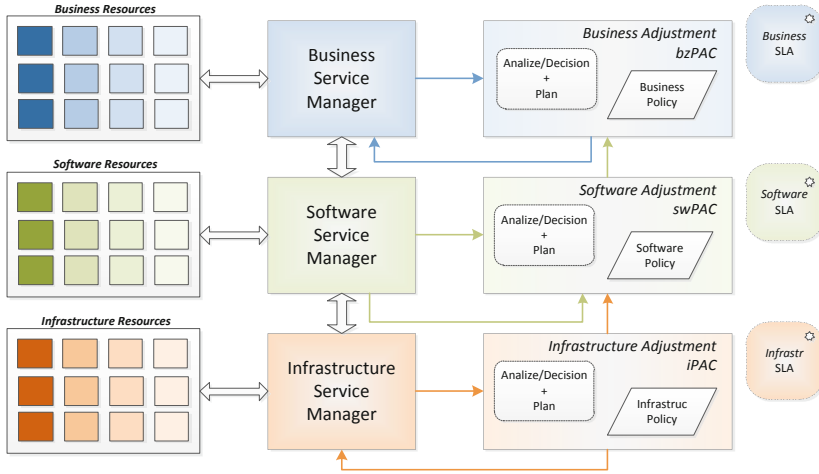 Business Resources
Business
Service
Manager
Business Adjustment
bzPAC
Analize/Decision
+
Plan
Business
Policy
Business
SLA
Software Resources
Software
Service
Manager
Software Adjustment
swPAC
Analize/Decision
+
Plan
Software
Policy
Software
SLA
Infrastructure Resources
Infrastructure
Service
Manager
Infrastructure Adjustment
iPAC
Analize/Decision
+
Plan
Infrastruc
Policy
Infrastr
SLA